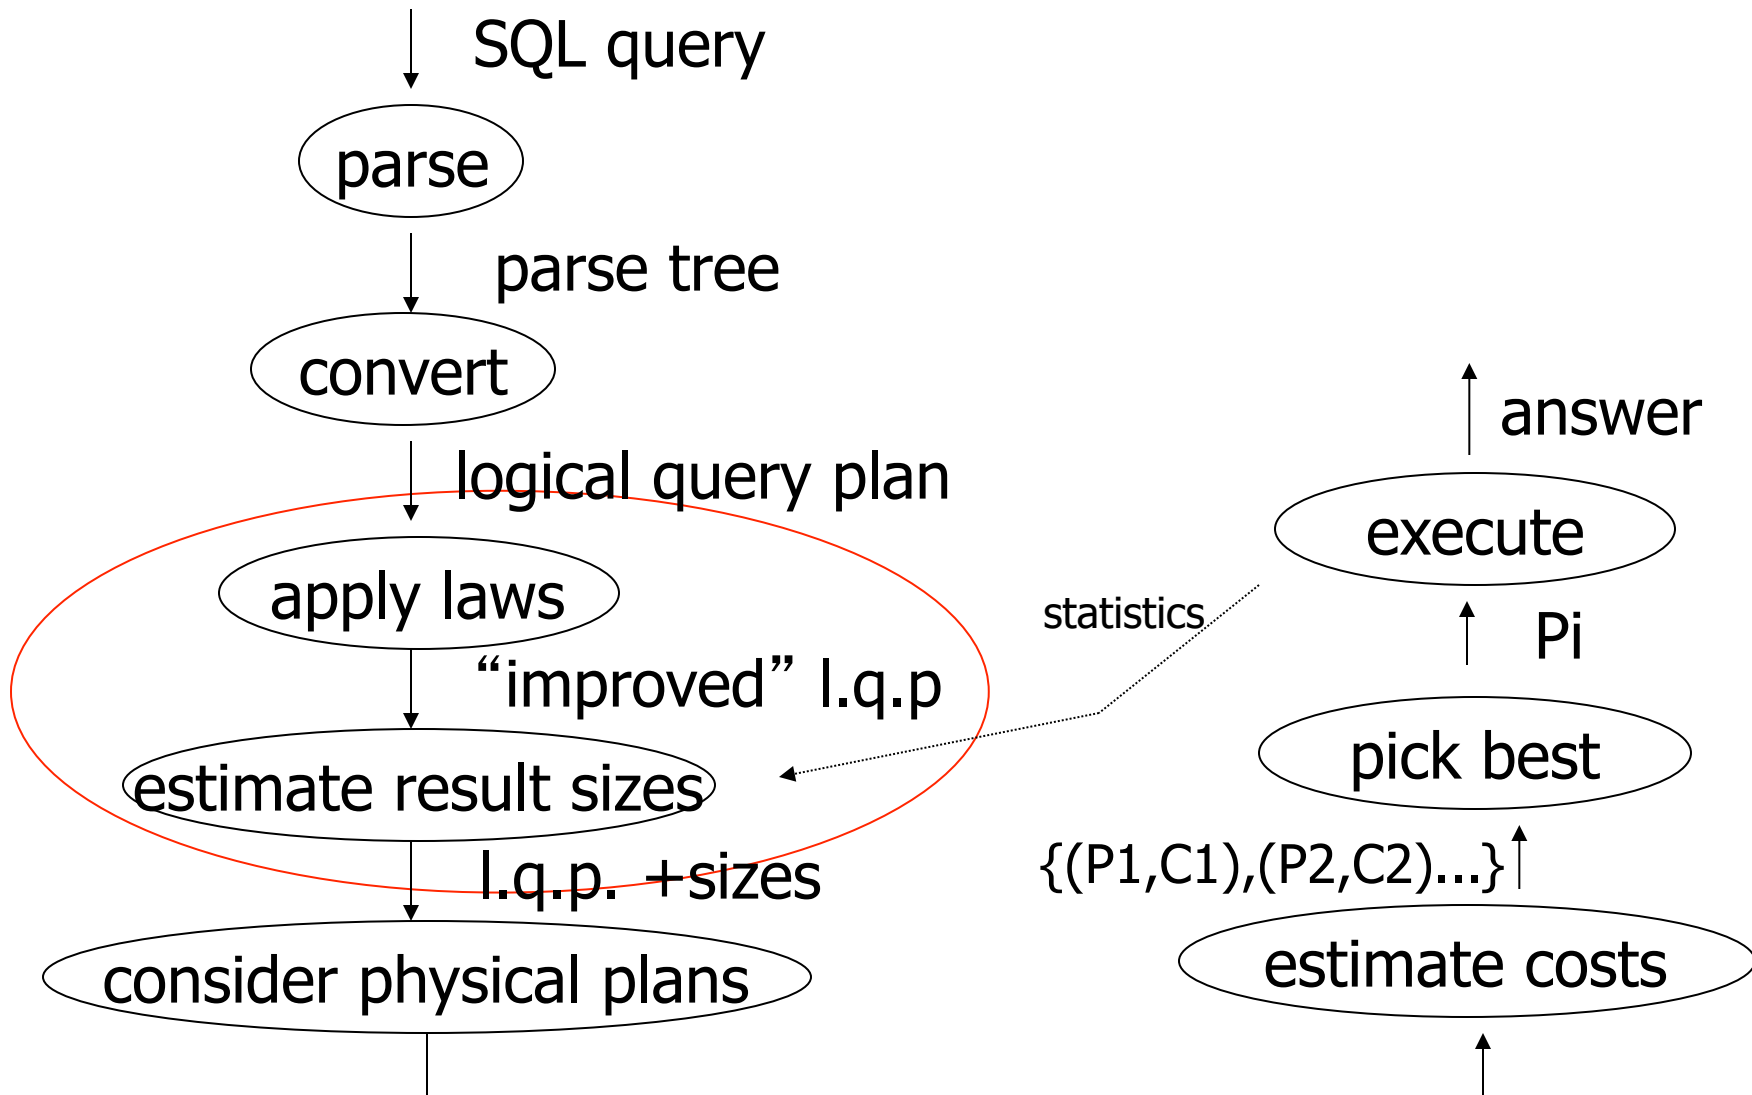 SQL query
parse
parse tree
convert
logical query plan
apply laws
“improved” l.q.p
estimate result sizes
l.q.p. +sizes
consider physical plans
answer
execute
statistics
Pi
pick best
{(P1,C1),(P2,C2)...}
estimate costs